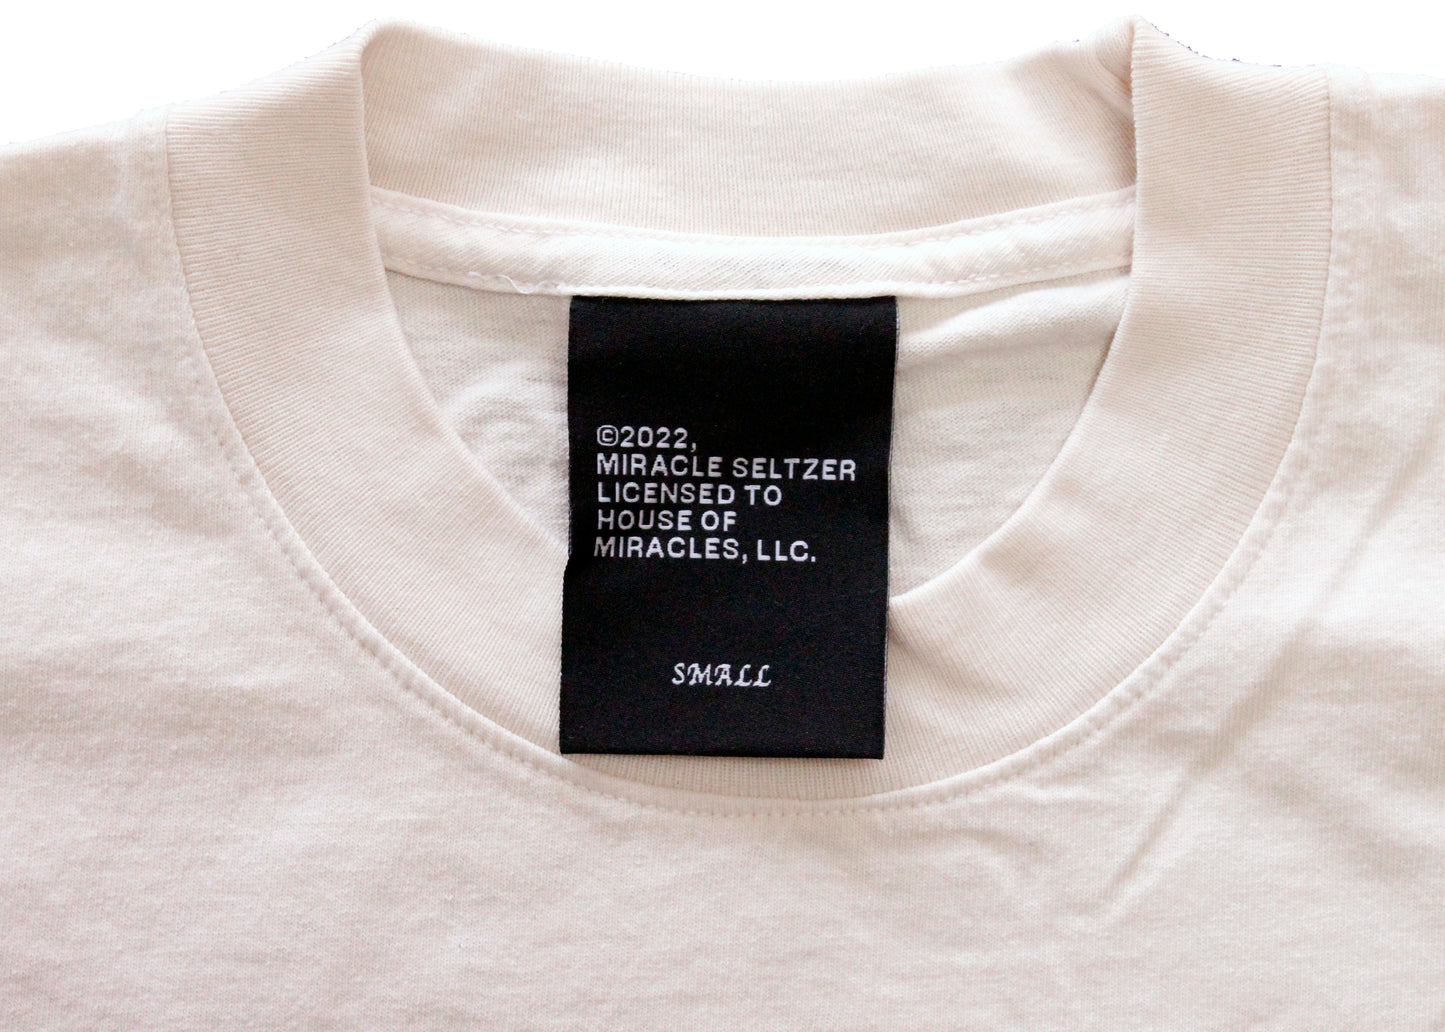 ©2022,
MIRACLE SELTZER
LICENSED TO
HOUSE OF
MIRACLES, LLC.
SMALL